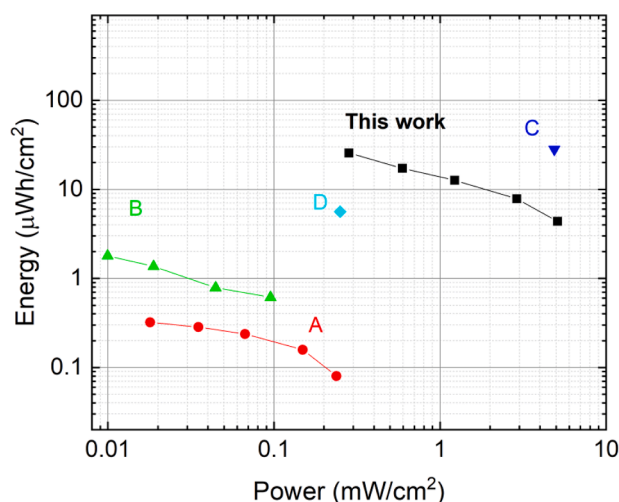 100
10
1
0.1
Energy (μWh/cm²)
This work
C
D
B
A
0.01
0.1
1
10
Power (mW/cm²)